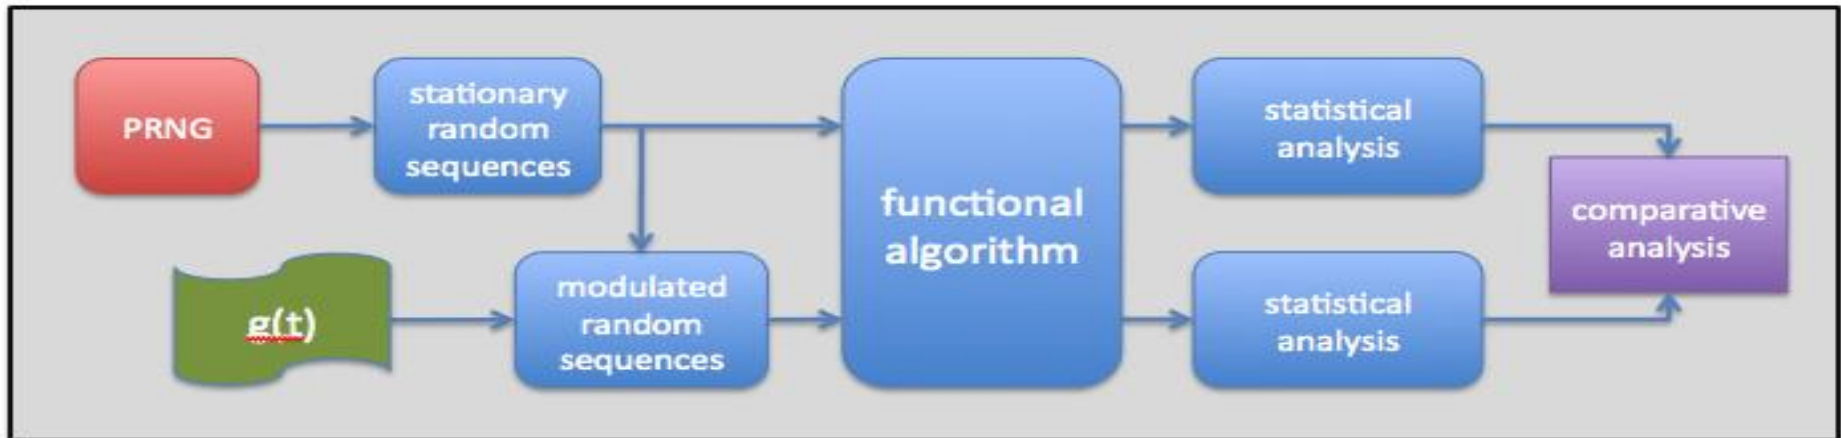 PRNG
stationary
random
sequences
functional
algorithm
statistical
analysis
comparative
analysis
g(t)
modulated
random
sequences
statistical
analysis